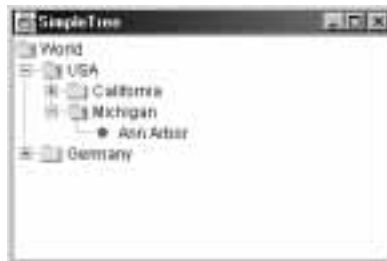 SimpleTree
World
USA
California
Michigan
Ann Arbor
Germany